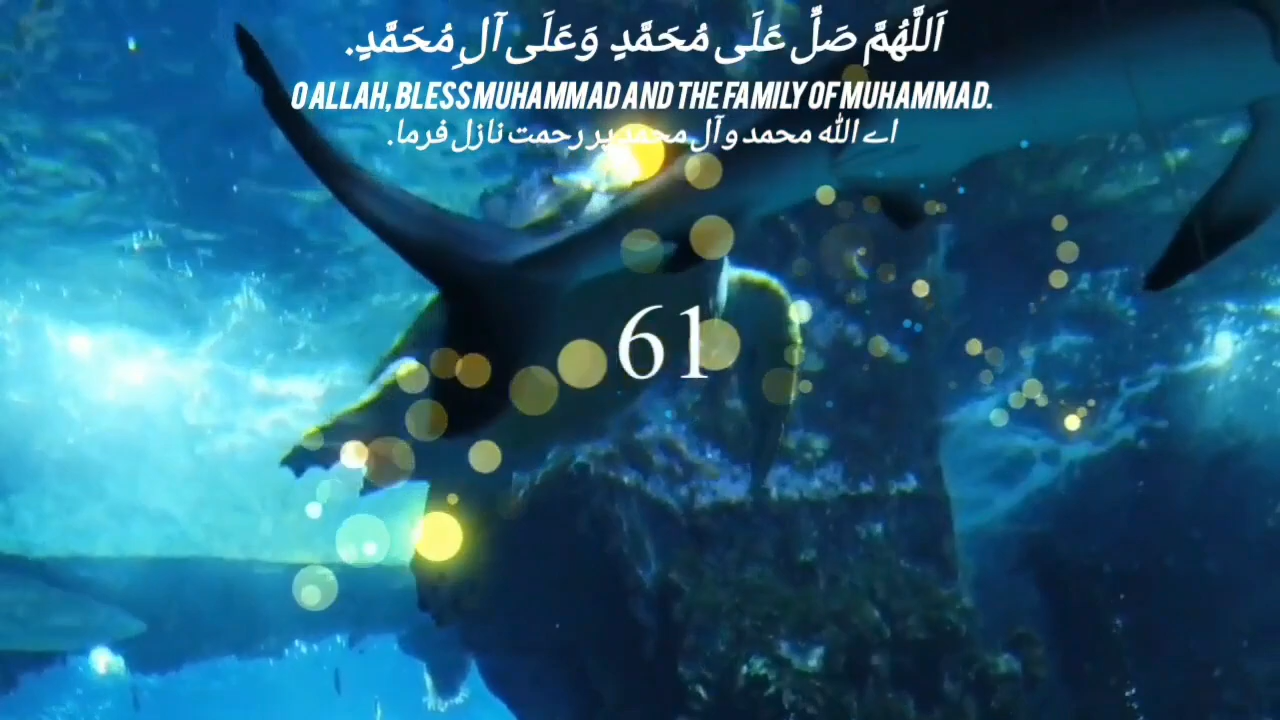 اَللَّهُمَّ صَلِّ عَلَى مُحَمَّدٍ وَعَلَى آلِ مُحَمَّدٍ.
O ALLAH, BLESS MUHAMMAD AND THE FAMILY OF MUHAMMAD.
اے اللہ محمد و آل محمد پر رحمت نازل فرما.
61